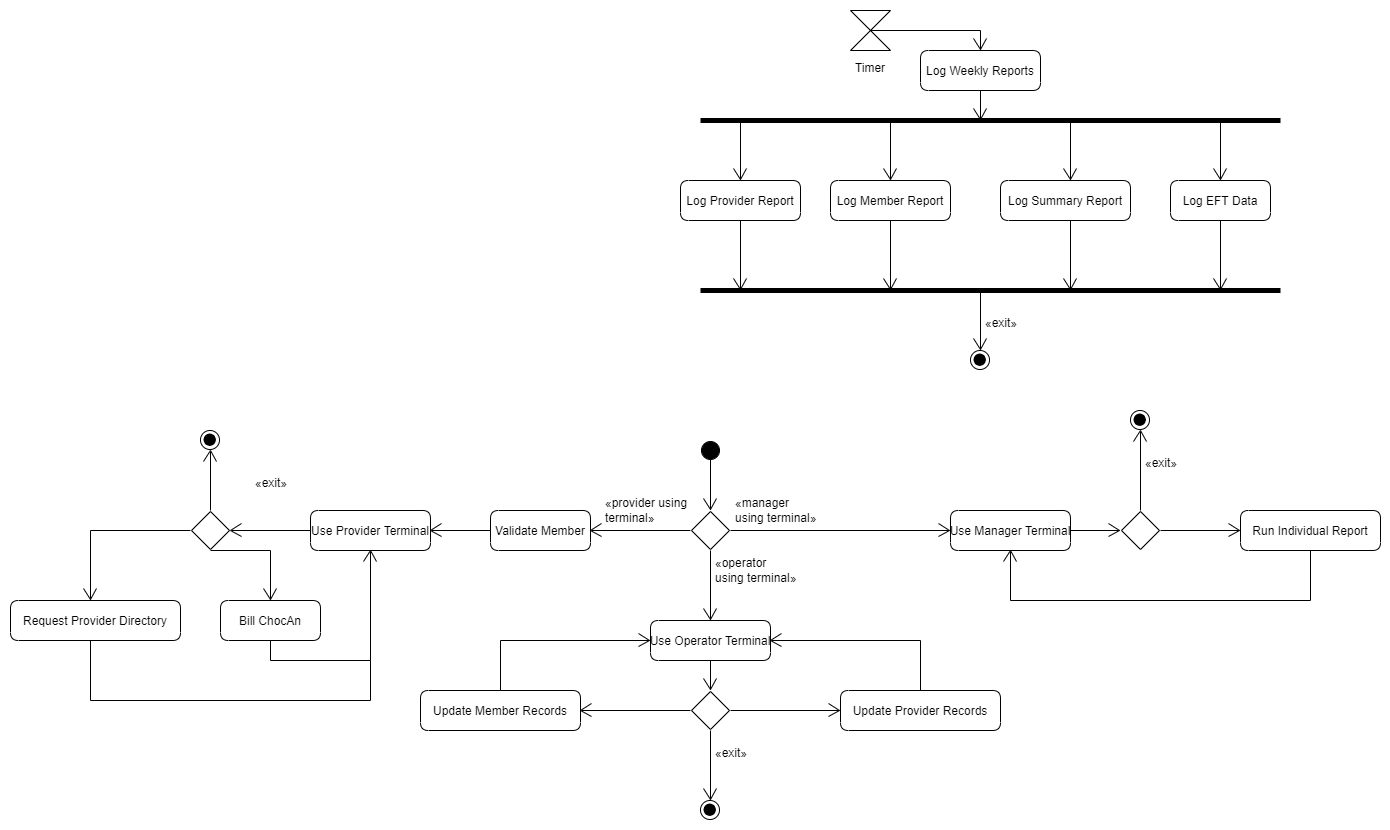 Timer
Log Weekly Reports
Log Provider Report
Log Member Report
Log Summary Report
Log EFT Data
«exit»
«exit»
«exit»
«provider using
terminal»
«manager
using terminal»
Use Provider Terminal
Validate Member
Use Manager Terminal
Run Individual Report
«operator
using terminal»
Request Provider Directory
Bill ChocAn
Use Operator Terminal
Update Member Records
Update Provider Records
«exit»